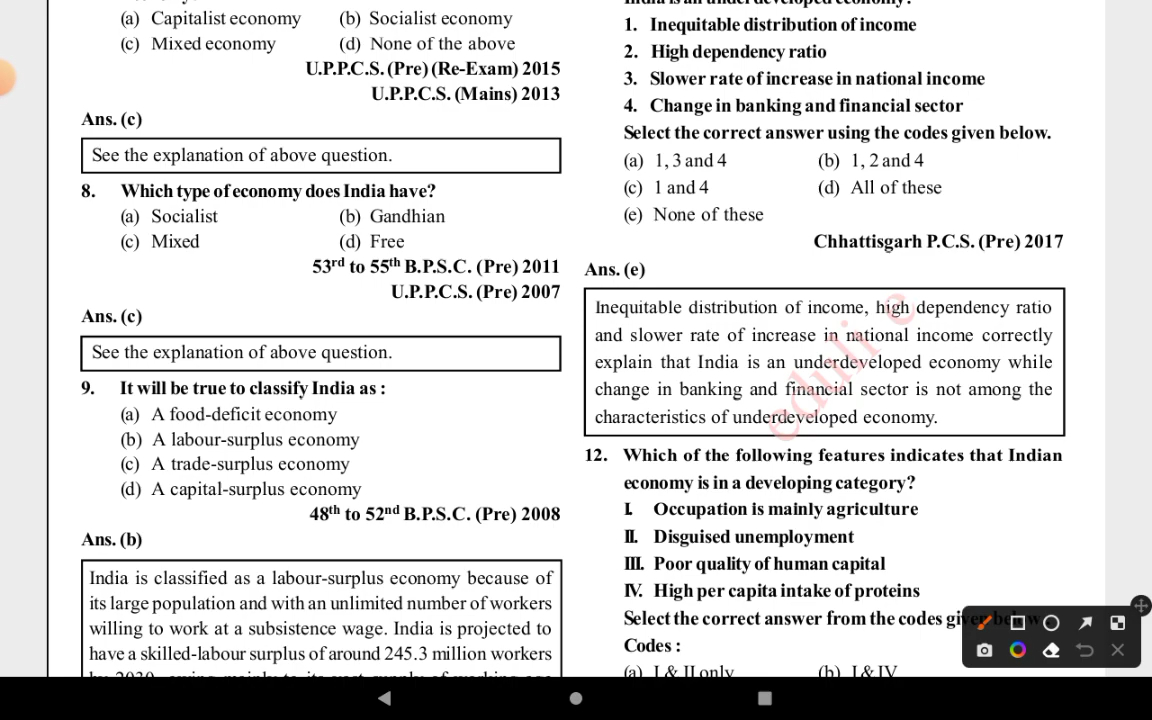 (a) Capitalist economy (b) Socialist economy
(c) Mixed economy (d) None of the above
U.P.P.C.S. (Pre) (Re-Exam) 2015
U.P.P.C.S. (Mains) 2013
Ans. (c)
See the explanation of above question.
8. Which type of economy does India have?
(a) Socialist (b) Gandhian
(c) Mixed (d) Free
53rd to 55th B.P.S.C. (Pre) 2011
U.P.P.C.S. (Pre) 2007
Ans. (c)
See the explanation of above question.
9. It will be true to classify India as :
(a) A food-deficit economy
(b) A labour-surplus economy
(c) A trade-surplus economy
(d) A capital-surplus economy
48th to 52nd B.P.S.C. (Pre) 2008
Ans. (b)
India is classified as a labour-surplus economy because of
its large population and with an unlimited number of workers
willing to work at a subsistence wage. India is projected to
have a skilled-labour surplus of around 245.3 million workers
India is an underdeveloped economy?
1. Inequitable distribution of income
2. High dependency ratio
3. Slower rate of increase in national income
4. Change in banking and financial sector
Select the correct answer using the codes given below.
(a) 1, 3 and 4 (b) 1, 2 and 4
(c) 1 and 4 (d) All of these
(e) None of these
Chhattisgarh P.C.S. (Pre) 2017
Ans. (e)
Inequitable distribution of income, high dependency ratio
and slower rate of increase in national income correctly
explain that India is an underdeveloped economy while
change in banking and financial sector is not among the
characteristics of underdeveloped economy.
12. Which of the following features indicates that Indian
economy is in a developing category?
I. Occupation is mainly agriculture
II. Disguised unemployment
III. Poor quality of human capital
IV. High per capita intake of proteins
Select the correct answer from the codes given below
Codes :
(a) I & II only (b) I & IV